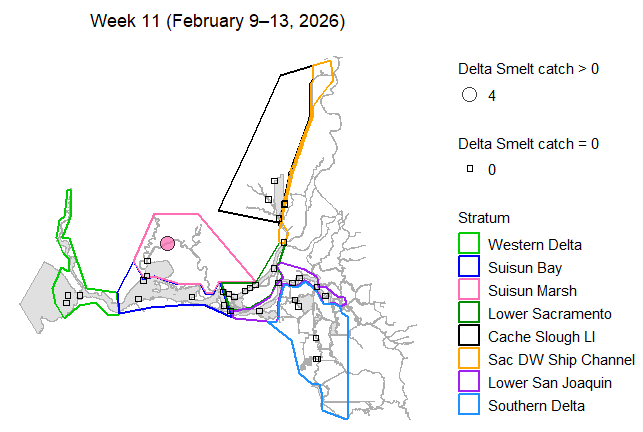 Week 11 (February 9–13, 2026)
Delta Smelt catch > 0
4
Delta Smelt catch = 0
0
Stratum
Western Delta
Suisun Bay
Suisun Marsh
Lower Sacramento
Cache Slough LI
Sac DW Ship Channel
Lower San Joaquin
Southern Delta